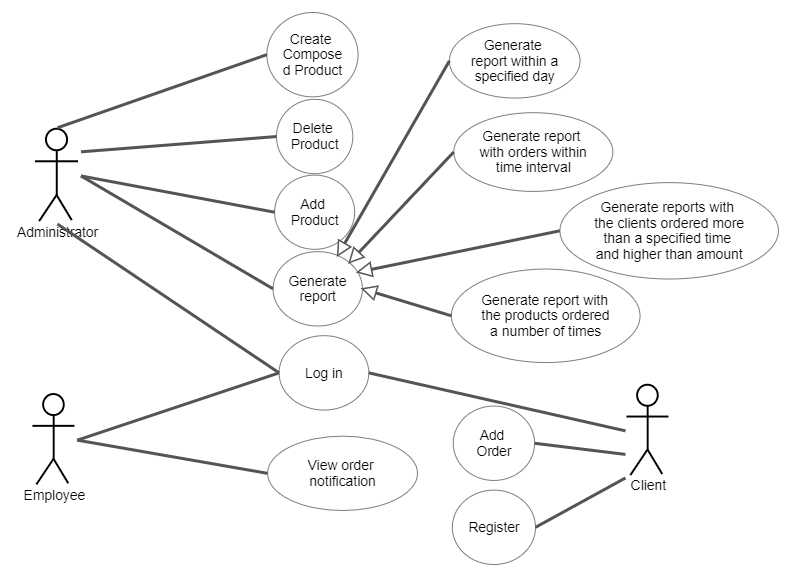 Create
Compose
d Product
Generate
report within a
specified day
Delete
Product
Generate report
with orders within
time interval
Administrator
Add
Product
Generate reports with
the clients ordered more
than a specified time
and higher than amount
Generate
report
Generate report with
the products ordered
a number of times
Log in
Employee
View order
notification
Add
Order
Client
Register